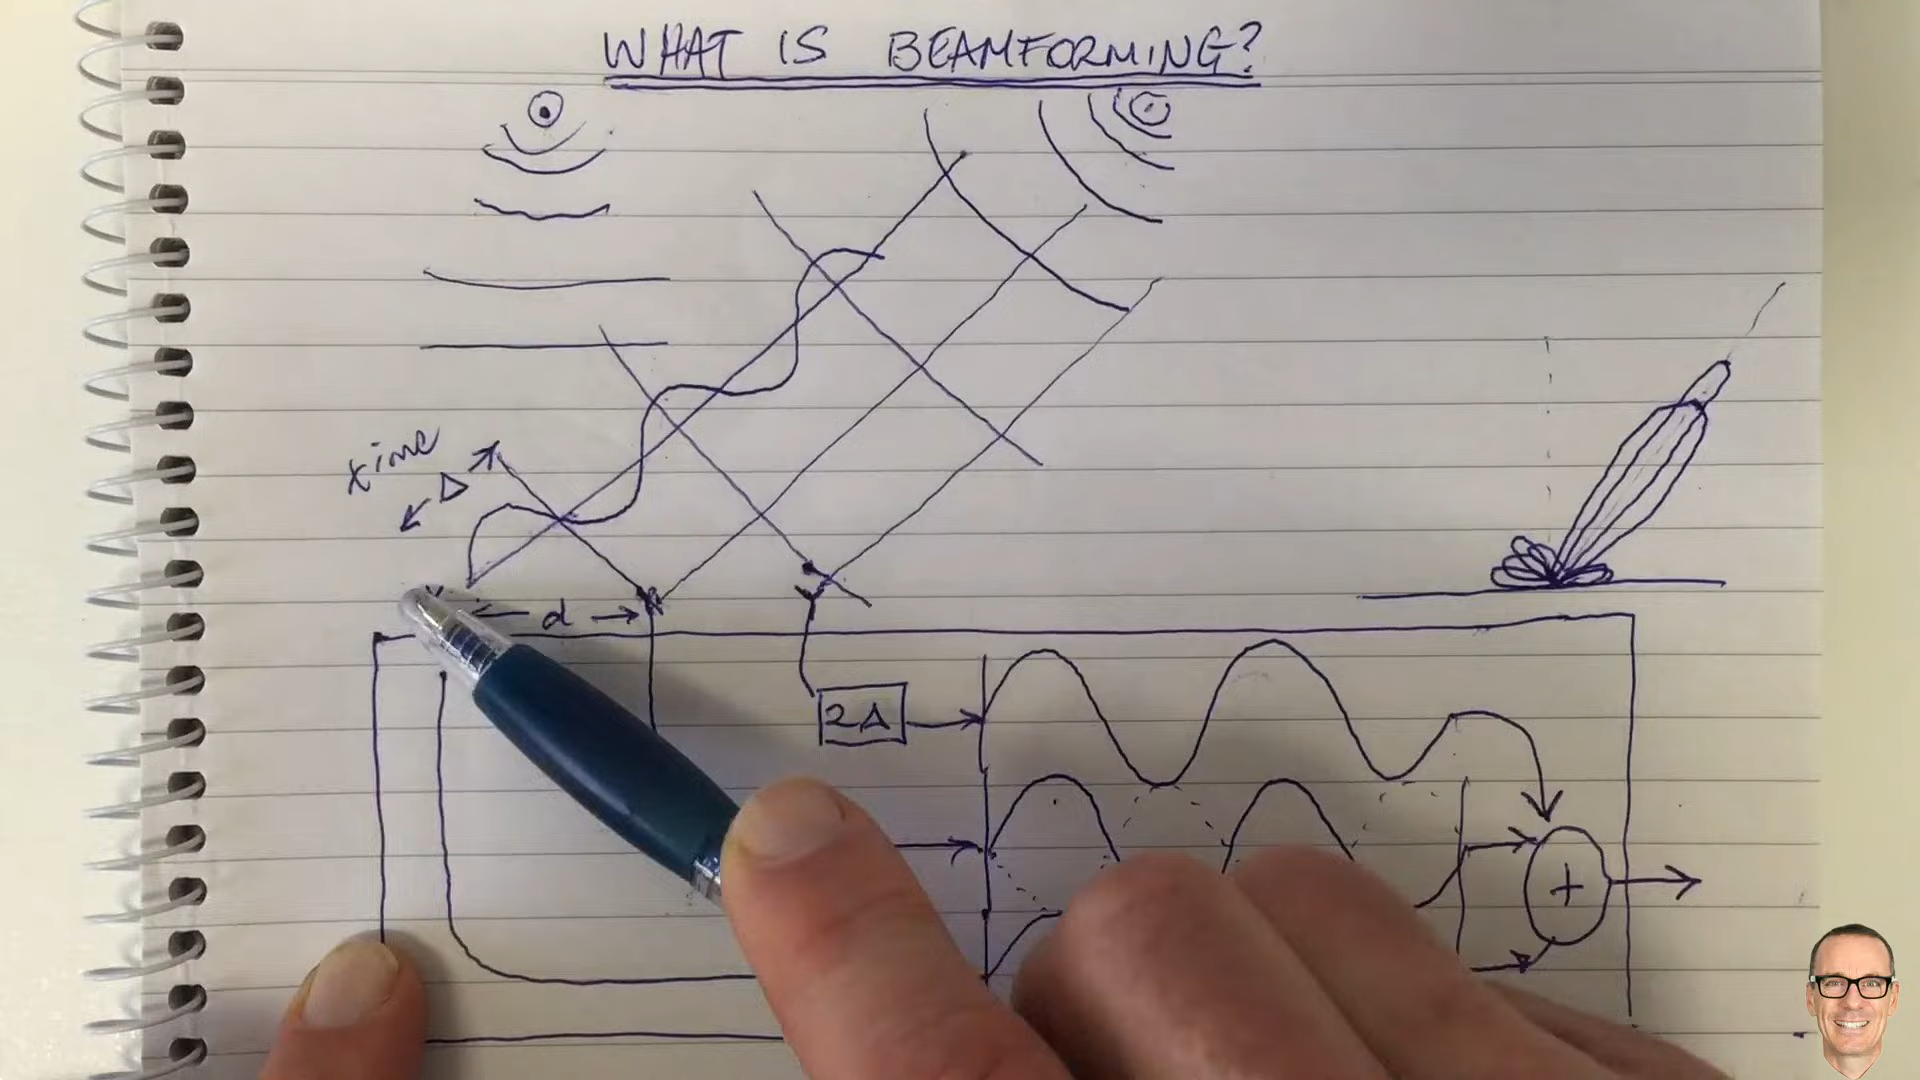 WHAT IS BEAMFORMING?
time
Δ
d
2Δ
+